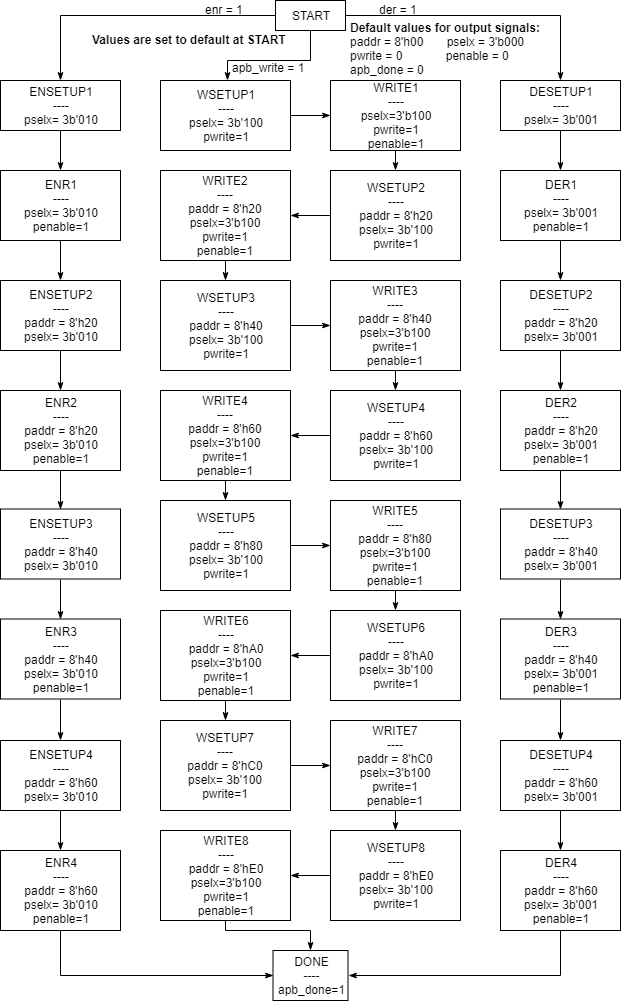 enr = 1
START
der = 1
Values are set to default at START
Default values for output signals:
paddr = 8'h00 pselx = 3'b000
pwrite = 0 penable = 0
apb_done = 0
apb_write = 1
ENSETUP1
----
pselx= 3b'010
WSETUP1
----
pselx= 3b'100
pwrite=1
WRITE1
----
pselx=3'b100
pwrite=1
penable=1
DESETUP1
----
pselx= 3b'001
ENR1
----
pselx= 3b'010
penable=1
WRITE2
----
paddr = 8'h20
pselx=3'b100
pwrite=1
penable=1
WSETUP2
----
paddr = 8'h20
pselx= 3b'100
pwrite=1
DER1
----
pselx= 3b'001
penable=1
ENSETUP2
----
paddr = 8'h20
pselx= 3b'010
WSETUP3
----
paddr = 8'h40
pselx= 3b'100
pwrite=1
WRITE3
----
paddr = 8'h40
pselx=3'b100
pwrite=1
penable=1
DESETUP2
----
paddr = 8'h20
pselx= 3b'001
ENR2
----
paddr = 8'h20
pselx= 3b'010
penable=1
WRITE4
----
paddr = 8'h60
pselx=3'b100
pwrite=1
penable=1
WSETUP4
----
paddr = 8'h60
pselx= 3b'100
pwrite=1
DER2
----
paddr = 8'h20
pselx= 3b'001
penable=1
ENSETUP3
----
paddr = 8'h40
pselx= 3b'010
WSETUP5
----
paddr = 8'h80
pselx= 3b'100
pwrite=1
WRITE5
----
paddr = 8'h80
pselx=3'b100
pwrite=1
penable=1
DESETUP3
----
paddr = 8'h40
pselx= 3b'001
ENR3
----
paddr = 8'h40
pselx= 3b'010
penable=1
WRITE6
----
paddr = 8'hA0
pselx=3'b100
pwrite=1
penable=1
WSETUP6
----
paddr = 8'hA0
pselx= 3b'100
pwrite=1
DER3
----
paddr = 8'h40
pselx= 3b'001
penable=1
ENSETUP4
----
paddr = 8'h60
pselx= 3b'010
WSETUP7
----
paddr = 8'hC0
pselx= 3b'100
pwrite=1
WRITE7
----
paddr = 8'hC0
pselx=3'b100
pwrite=1
penable=1
DESETUP4
----
paddr = 8'h60
pselx= 3b'001
ENR4
----
paddr = 8'h60
pselx= 3b'010
penable=1
WRITE8
----
paddr = 8'hE0
pselx=3'b100
pwrite=1
penable=1
WSETUP8
----
paddr = 8'hE0
pselx= 3b'100
pwrite=1
DER4
----
paddr = 8'h60
pselx= 3b'001
penable=1
DONE
----
apb_done=1